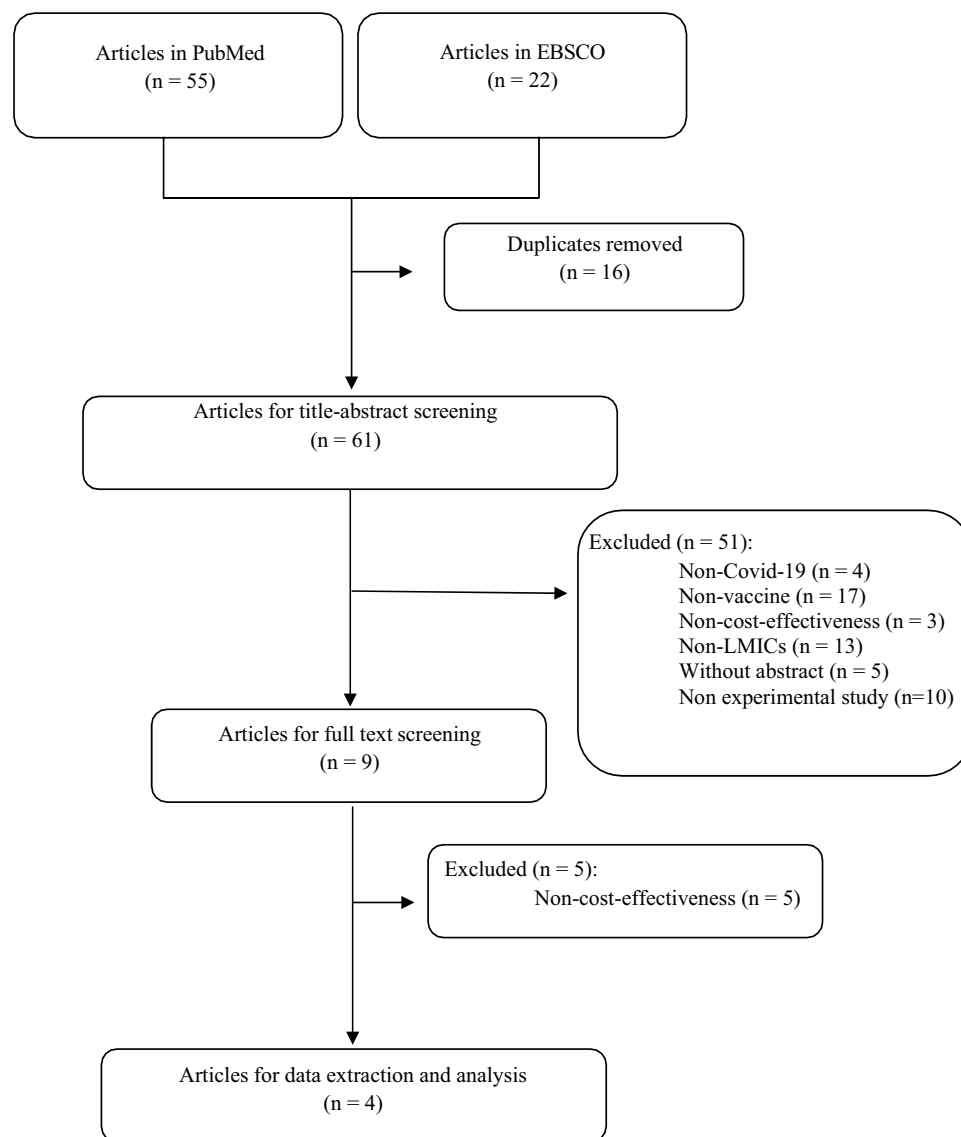 Articles in PubMed
(n = 55)
Articles in EBSCO
(n = 22)
Duplicates removed
(n = 16)
Articles for title-abstract screening
(n = 61)
Excluded (n = 51):
Non-Covid-19 (n = 4)
Non-vaccine (n = 17)
Non-cost-effectiveness (n = 3)
Non-LMICs (n = 13)
Without abstract (n = 5)
Non experimental study (n=10)
Articles for full text screening
(n = 9)
Excluded (n = 5):
Non-cost-effectiveness (n = 5)
Articles for data extraction and analysis
(n = 4)